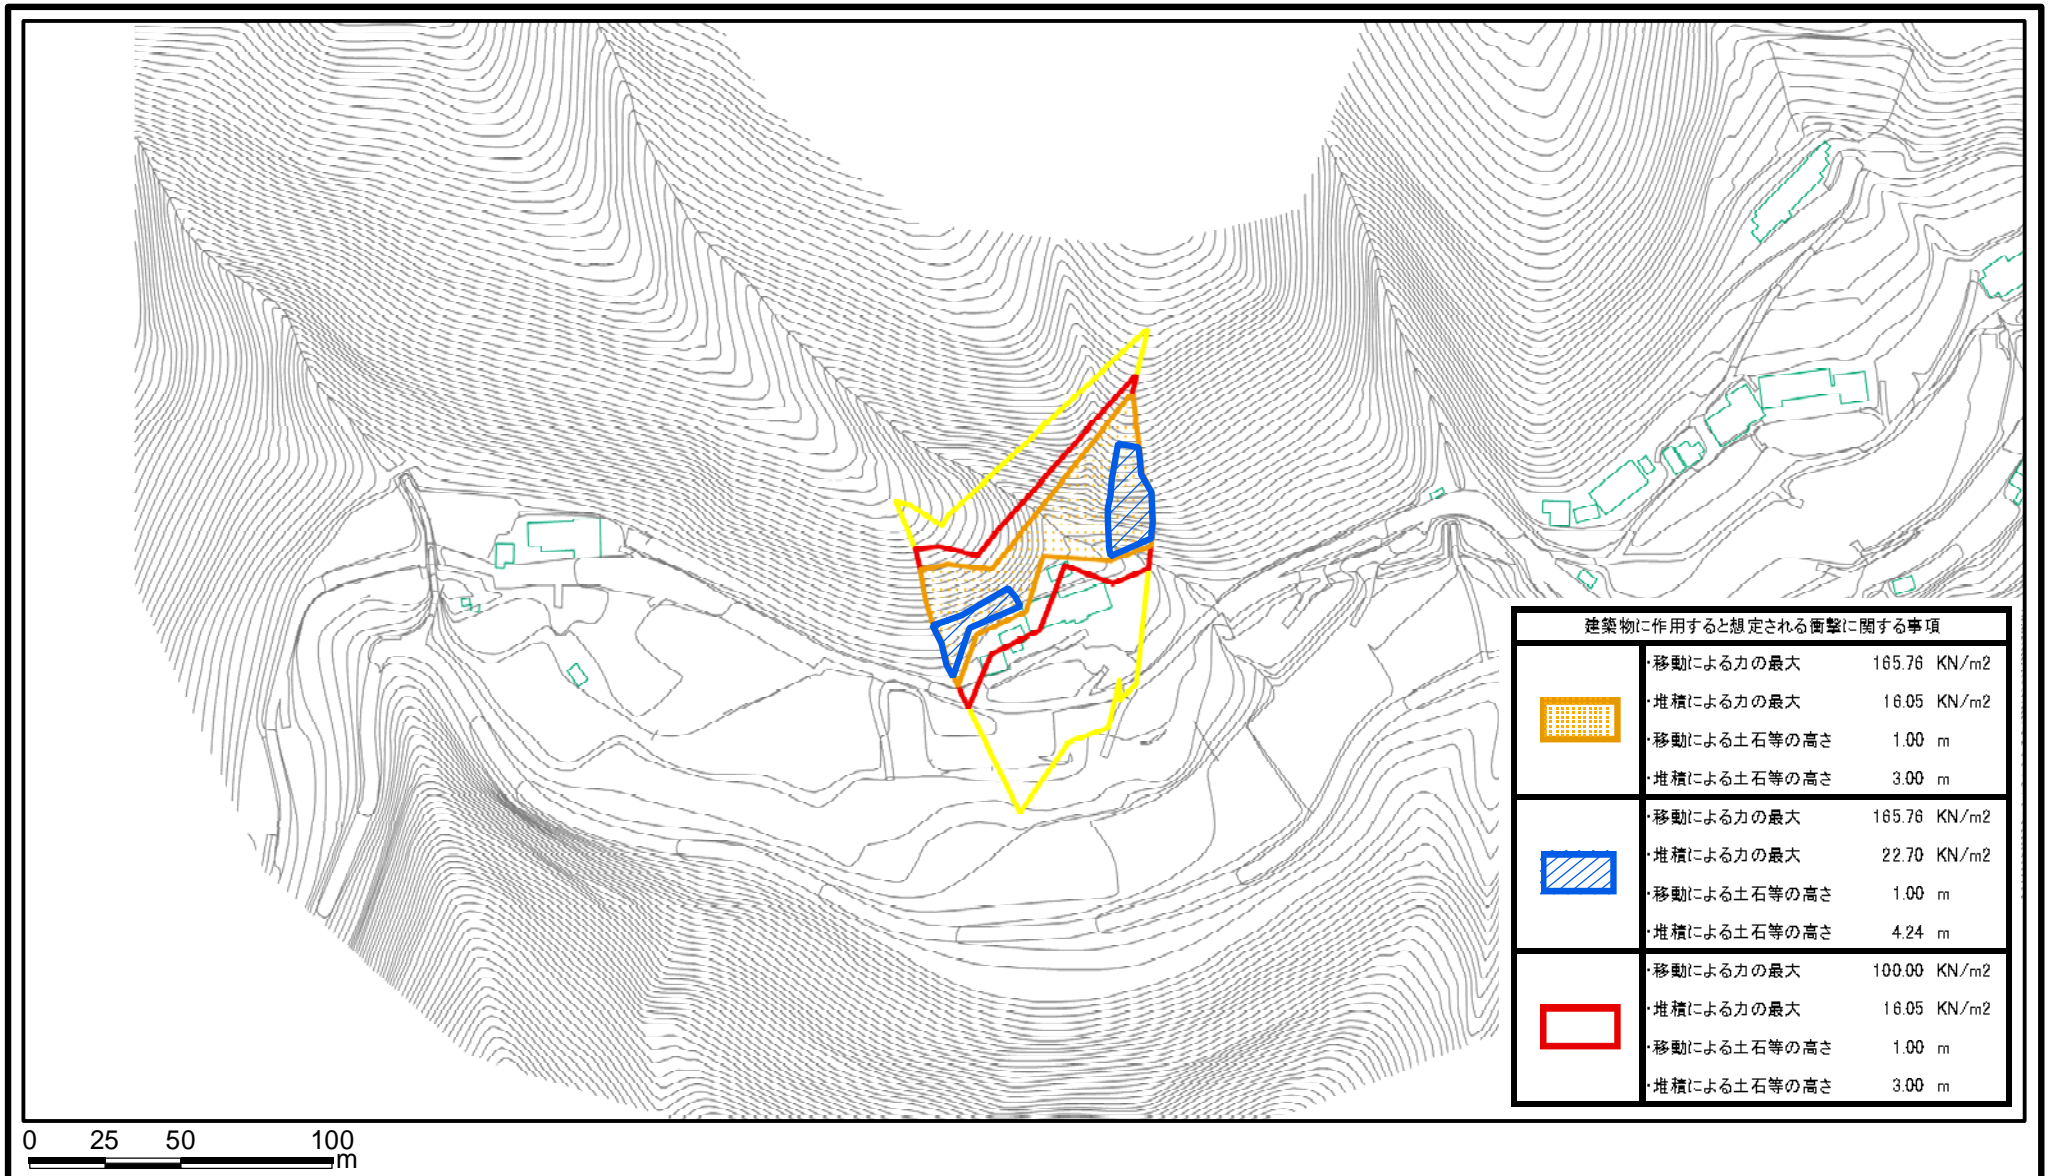 建築物に作用すると想定される衝撃に関する事項
・移動による力の最大 165.76 KN/m2
・堆積による力の最大 16.05 KN/m2
・移動による土石等の高さ 1.00 m
・堆積による土石等の高さ 3.00 m
・移動による力の最大 165.76 KN/m2
・堆積による力の最大 22.70 KN/m2
・移動による土石等の高さ 1.00 m
・堆積による土石等の高さ 4.24 m
・移動による力の最大 100.00 KN/m2
・堆積による力の最大 16.05 KN/m2
・移動による土石等の高さ 1.00 m
・堆積による土石等の高さ 3.00 m
0 25 50 100
m